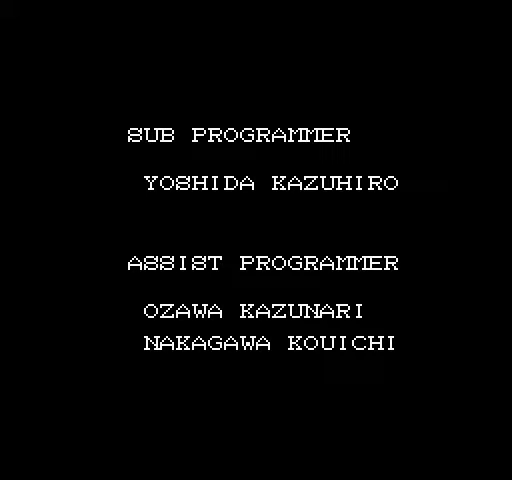 SUB PROGRAMMER
YOSHIDA KAZUHIRO
ASSIST PROGRAMMER
OZAWA KAZUNARI
NAKAGAWA KOUICHI